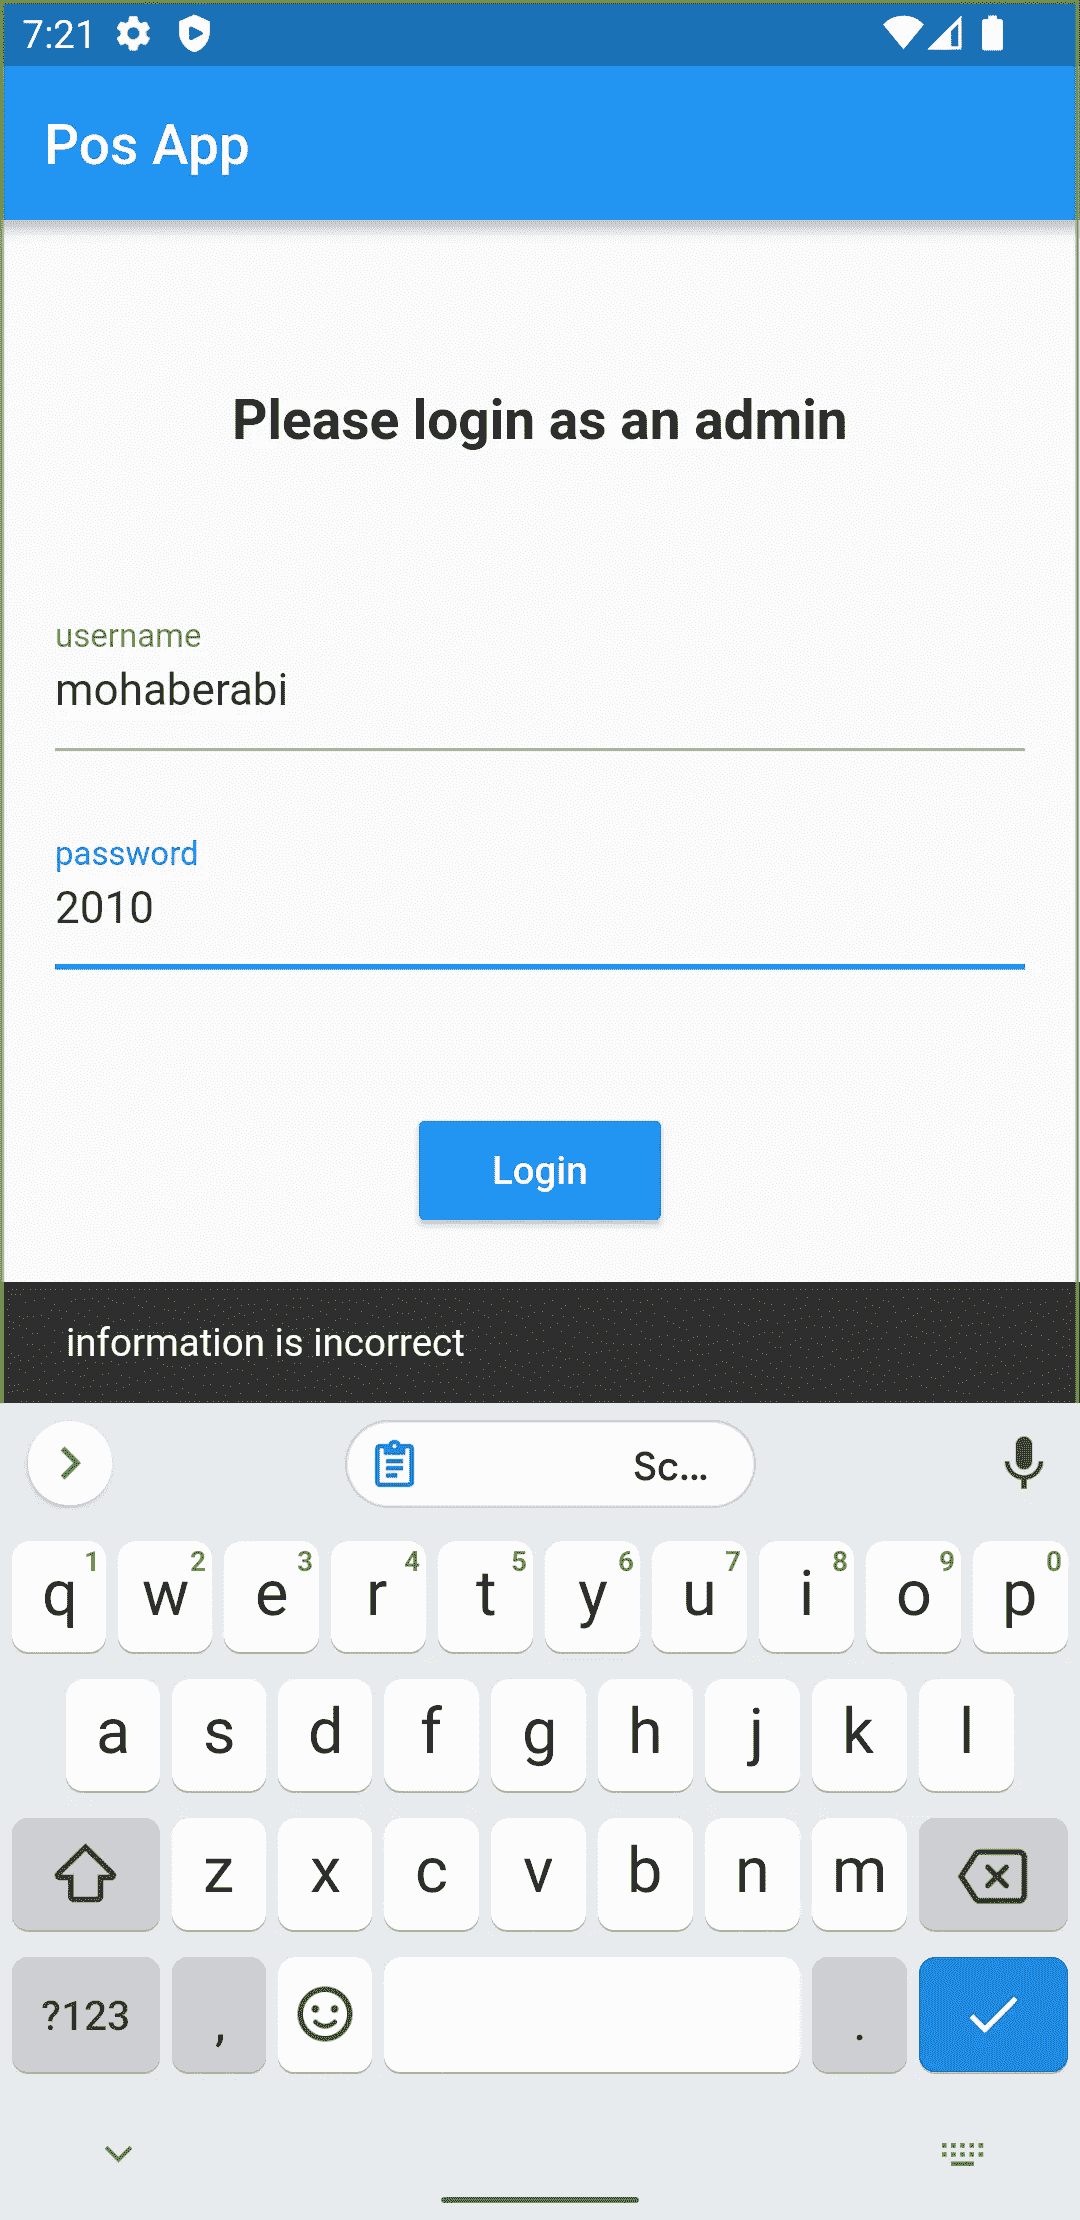 7:21
Pos App
Please login as an admin
username
mohaberabi
password
2010
Login
information is incorrect
Sc...
q 1 w 2 e 3 r 4 t 5 y 6 u 7 i 8 o 9 p 0
a s d f g h j k l
z x c v b n m
?123 , .